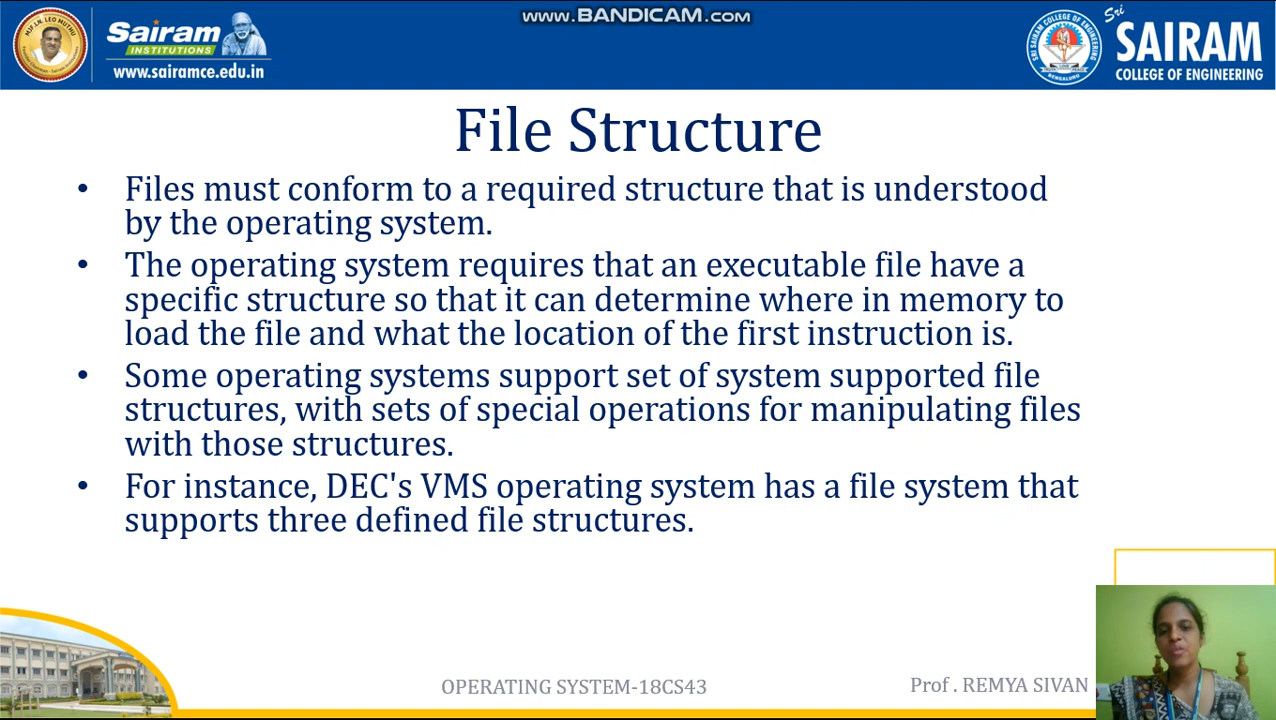 www.BANDICAM.com
Sairam
INSTITUTIONS
www.sairamce.edu.in
Sri
SAIRAM
COLLEGE OF ENGINEERING
File Structure
• Files must conform to a required structure that is understood
by the operating system.
• The operating system requires that an executable file have a
specific structure so that it can determine where in memory to
load the file and what the location of the first instruction is.
• Some operating systems support set of system supported file
structures, with sets of special operations for manipulating files
with those structures.
• For instance, DEC's VMS operating system has a file system that
supports three defined file structures.
OPERATING SYSTEM-18CS43
Prof . REMYA SIVAN